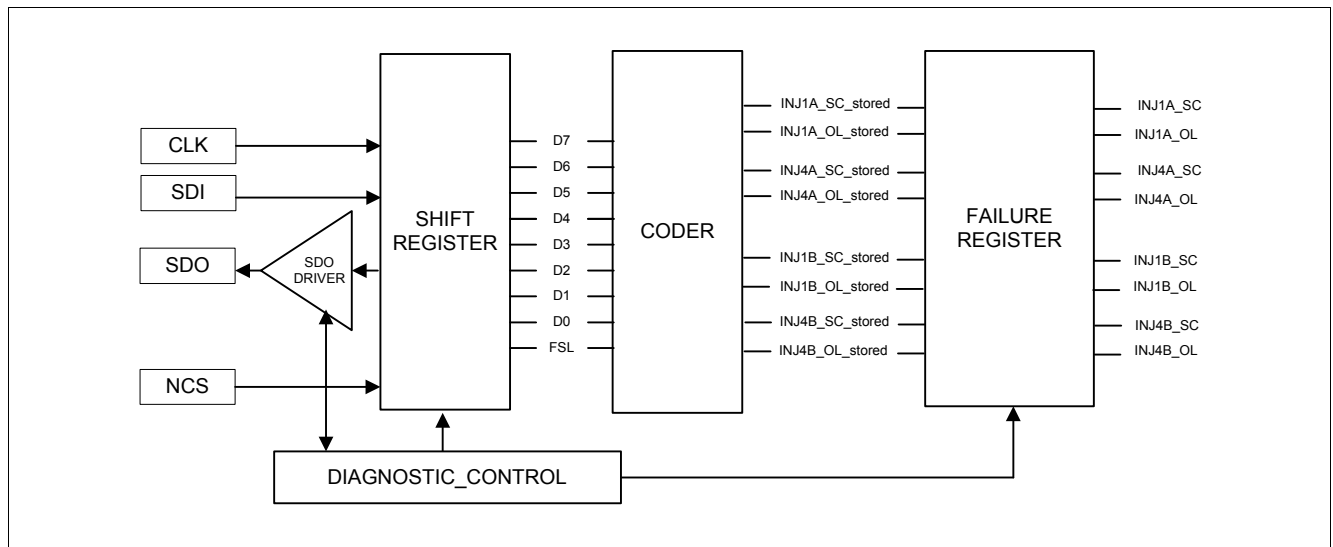 CLK
SDI
SDO
NCS
SDO
DRIVER
SHIFT
REGISTER
D7
D6
D5
D4
D3
D2
D1
D0
FSL
CODER
INJ1A_SC_stored
INJ1A_OL_stored
INJ4A_SC_stored
INJ4A_OL_stored
INJ1B_SC_stored
INJ1B_OL_stored
INJ4B_SC_stored
INJ4B_OL_stored
FAILURE
REGISTER
INJ1A_SC
INJ1A_OL
INJ4A_SC
INJ4A_OL
INJ1B_SC
INJ1B_OL
INJ4B_SC
INJ4B_OL
DIAGNOSTIC_CONTROL